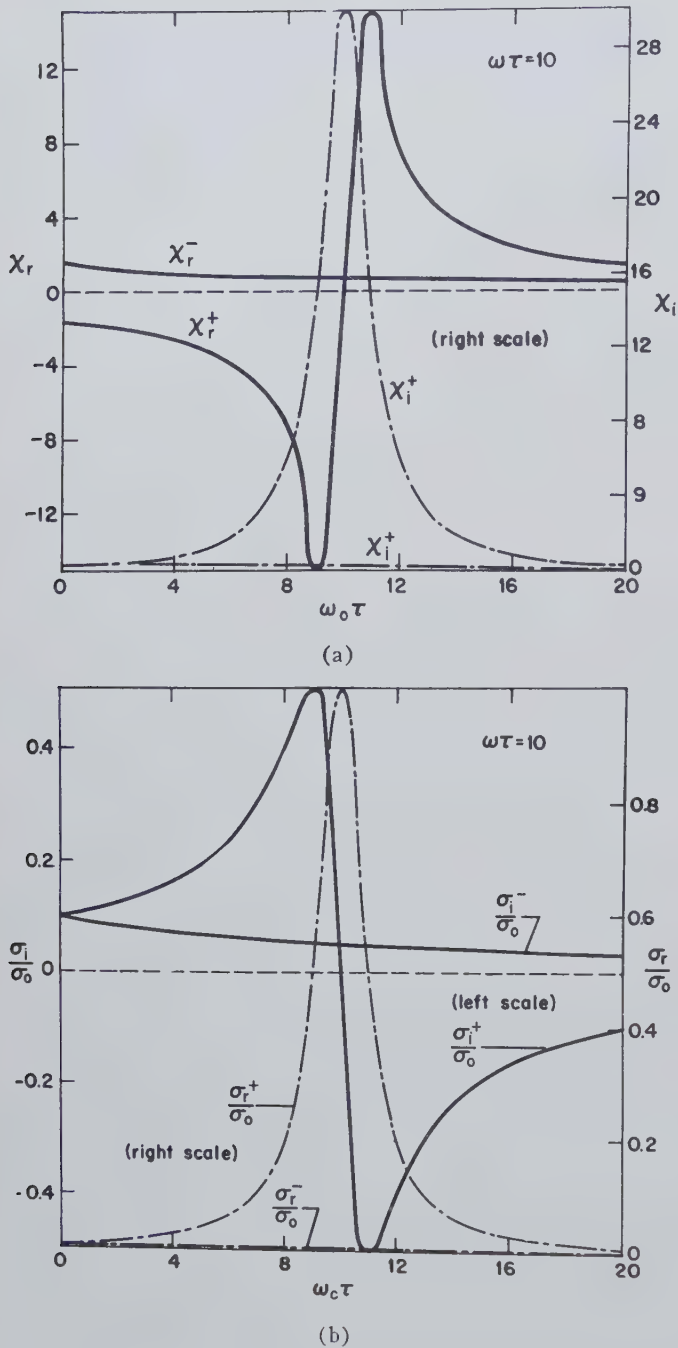 ωτ=10
12
8
4
0
-4
-8
-12
χr
χr⁻
χr⁺
χi⁺
χi⁺
(right scale)
28
24
20
16
12
8
9
0
χi
0 4 8 12 16 20
ω₀τ
(a)
ωτ=10
0.4
0.2
0
-0.2
-0.4
σi/σo
σi⁻/σo
(left scale)
σi⁺/σo
σr⁺/σo
(right scale)
σr⁻/σo
0.8
0.6
0.4
0.2
0
σr/σo
0 4 8 12 16 20
ωcτ
(b)